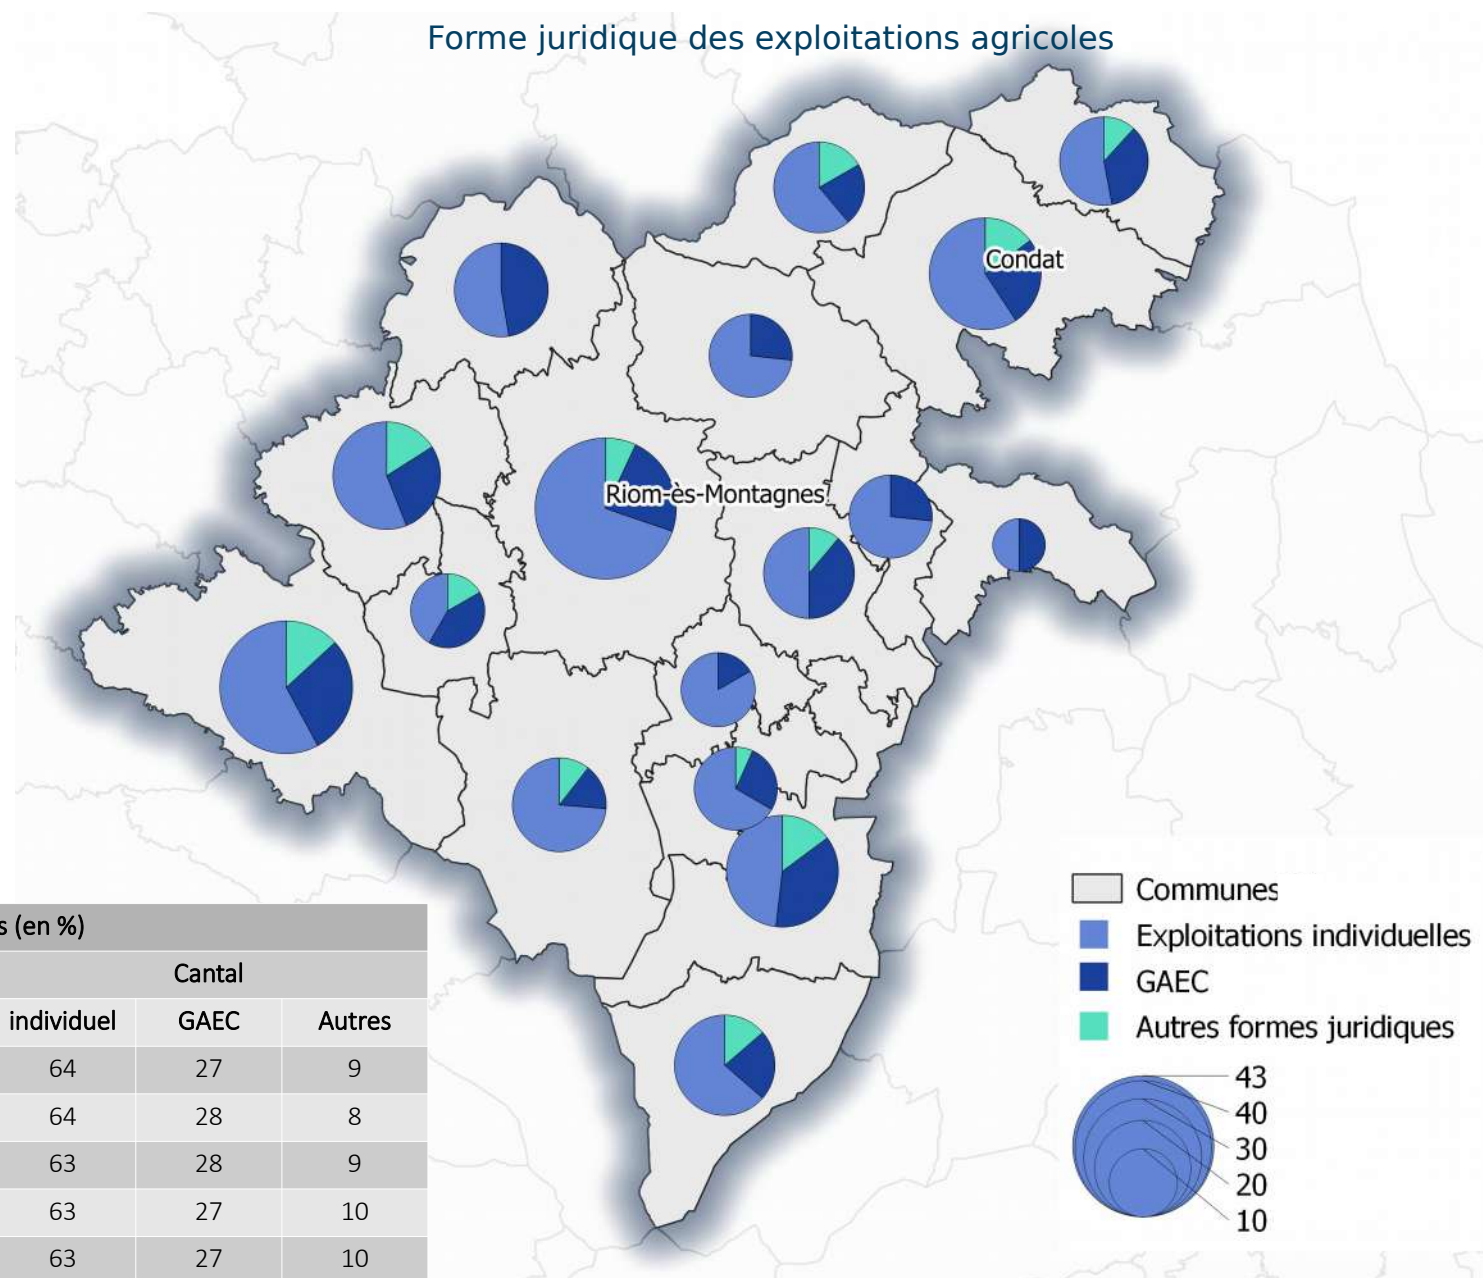 Forme juridique des exploitations agricoles
Condat
Riom-ès-Montagnes
Communes
Exploitations individuelles
GAEC
Autres formes juridiques
43
40
30
20
10
s (en %)
Cantal
individuel GAEC Autres
64 27 9
64 28 8
63 28 9
63 27 10
63 27 10